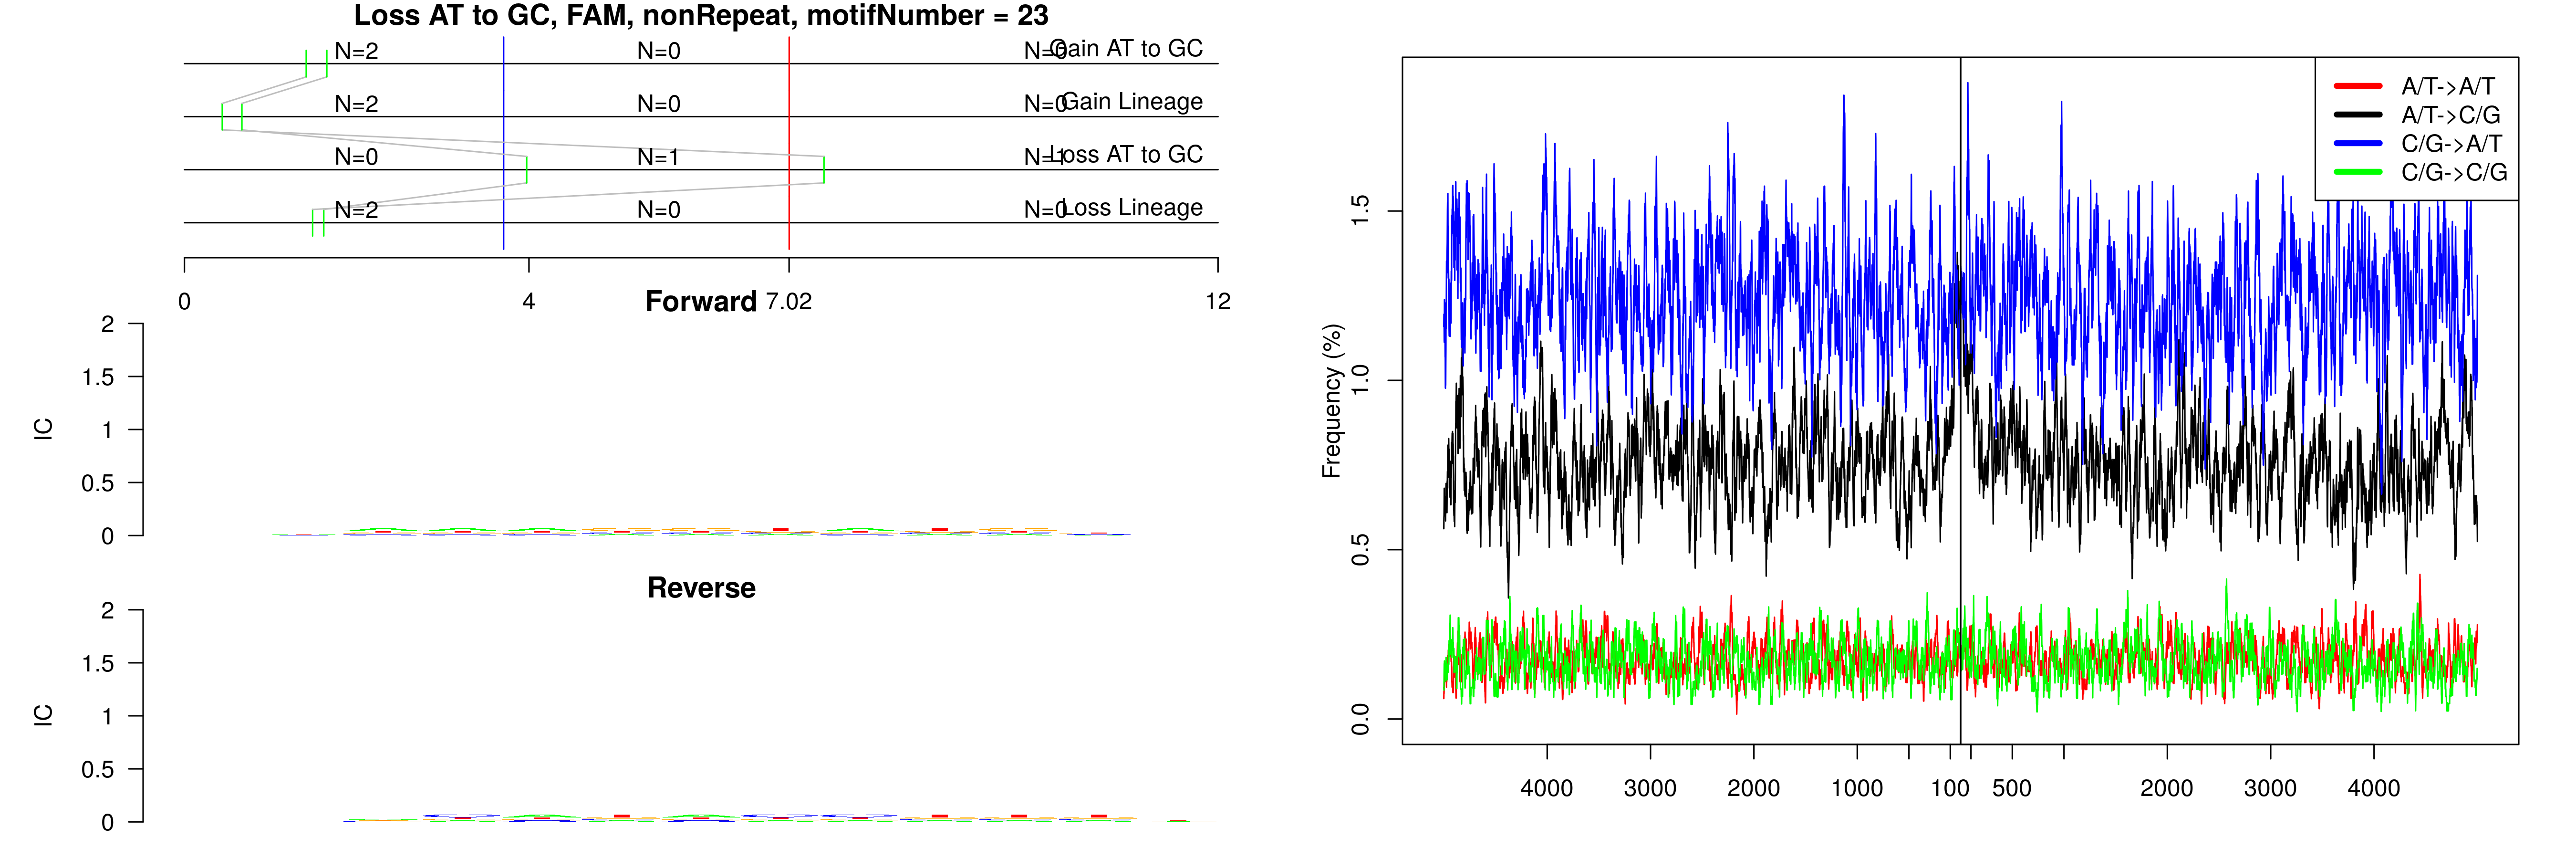 Loss AT to GC, FAM, nonRepeat, motifNumber = 23
N=2 N=0 N=0 Gain AT to GC
N=2 N=0 N=0 Gain Lineage
N=0 N=1 N=1 Loss AT to GC
N=2 N=0 N=0 Loss Lineage
0 4 7.02 12
Forward
2
1.5
1
0.5
0
IC
Reverse
2
1.5
1
0.5
0
IC
A/T->A/T
A/T->C/G
C/G->A/T
C/G->C/G
Frequency (%)
1.5
1.0
0.5
0.0
4000 3000 2000 1000 100 500 2000 3000 4000